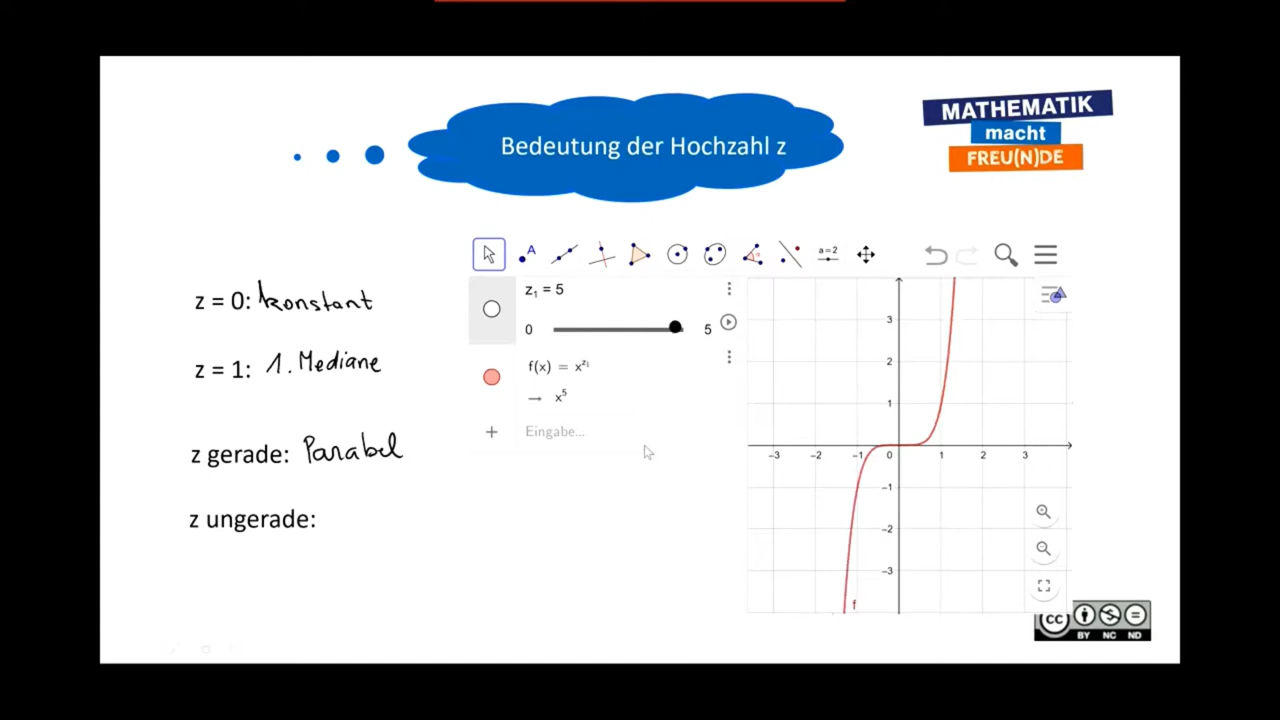 Bedeutung der Hochzahl z
MATHEMATIK
macht
FREU(N)DE
z = 0: konstant
z = 1: 1. Mediane
z gerade: Parabel
z ungerade:
A
a=2
z₁ = 5
0
5
f(x) = x^z₁
→ x⁵
+ Eingabe...
3
2
1
−3 −2 −1 0 1 2 3
−1
−2
−3
f
cc
BY NC ND